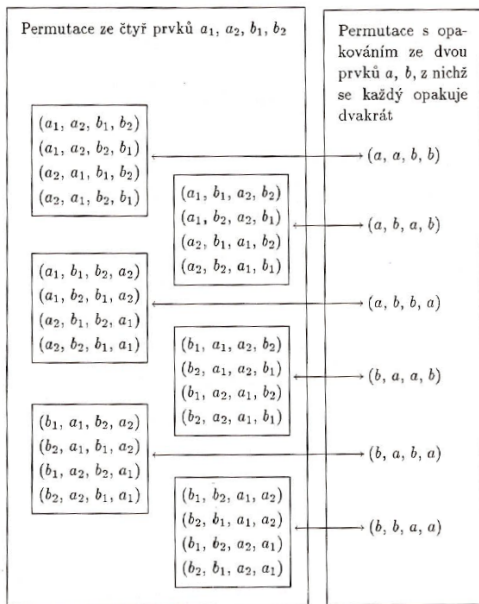 Permutace ze čtyř prvků a₁, a₂, b₁, b₂
(a₁, a₂, b₁, b₂)
(a₁, a₂, b₂, b₁)
(a₂, a₁, b₁, b₂)
(a₂, a₁, b₂, b₁)
(a₁, b₁, a₂, b₂)
(a₁, b₂, a₂, b₁)
(a₂, b₁, a₁, b₂)
(a₂, b₂, a₁, b₁)
(a₁, b₁, b₂, a₂)
(a₁, b₂, b₁, a₂)
(a₂, b₁, b₂, a₁)
(a₂, b₂, b₁, a₁)
(b₁, a₁, a₂, b₂)
(b₂, a₁, a₂, b₁)
(b₁, a₂, a₁, b₂)
(b₂, a₂, a₁, b₁)
(b₁, a₁, b₂, a₂)
(b₂, a₁, b₁, a₂)
(b₁, a₂, b₂, a₁)
(b₂, a₂, b₁, a₁)
(b₁, b₂, a₁, a₂)
(b₂, b₁, a₁, a₂)
(b₁, b₂, a₂, a₁)
(b₂, b₁, a₂, a₁)
Permutace s opa-
kováním ze dvou
prvků a, b, z nichž
se každý opakuje
dvakrát
(a, a, b, b)
(a, b, a, b)
(a, b, b, a)
(b, a, a, b)
(b, a, b, a)
(b, b, a, a)